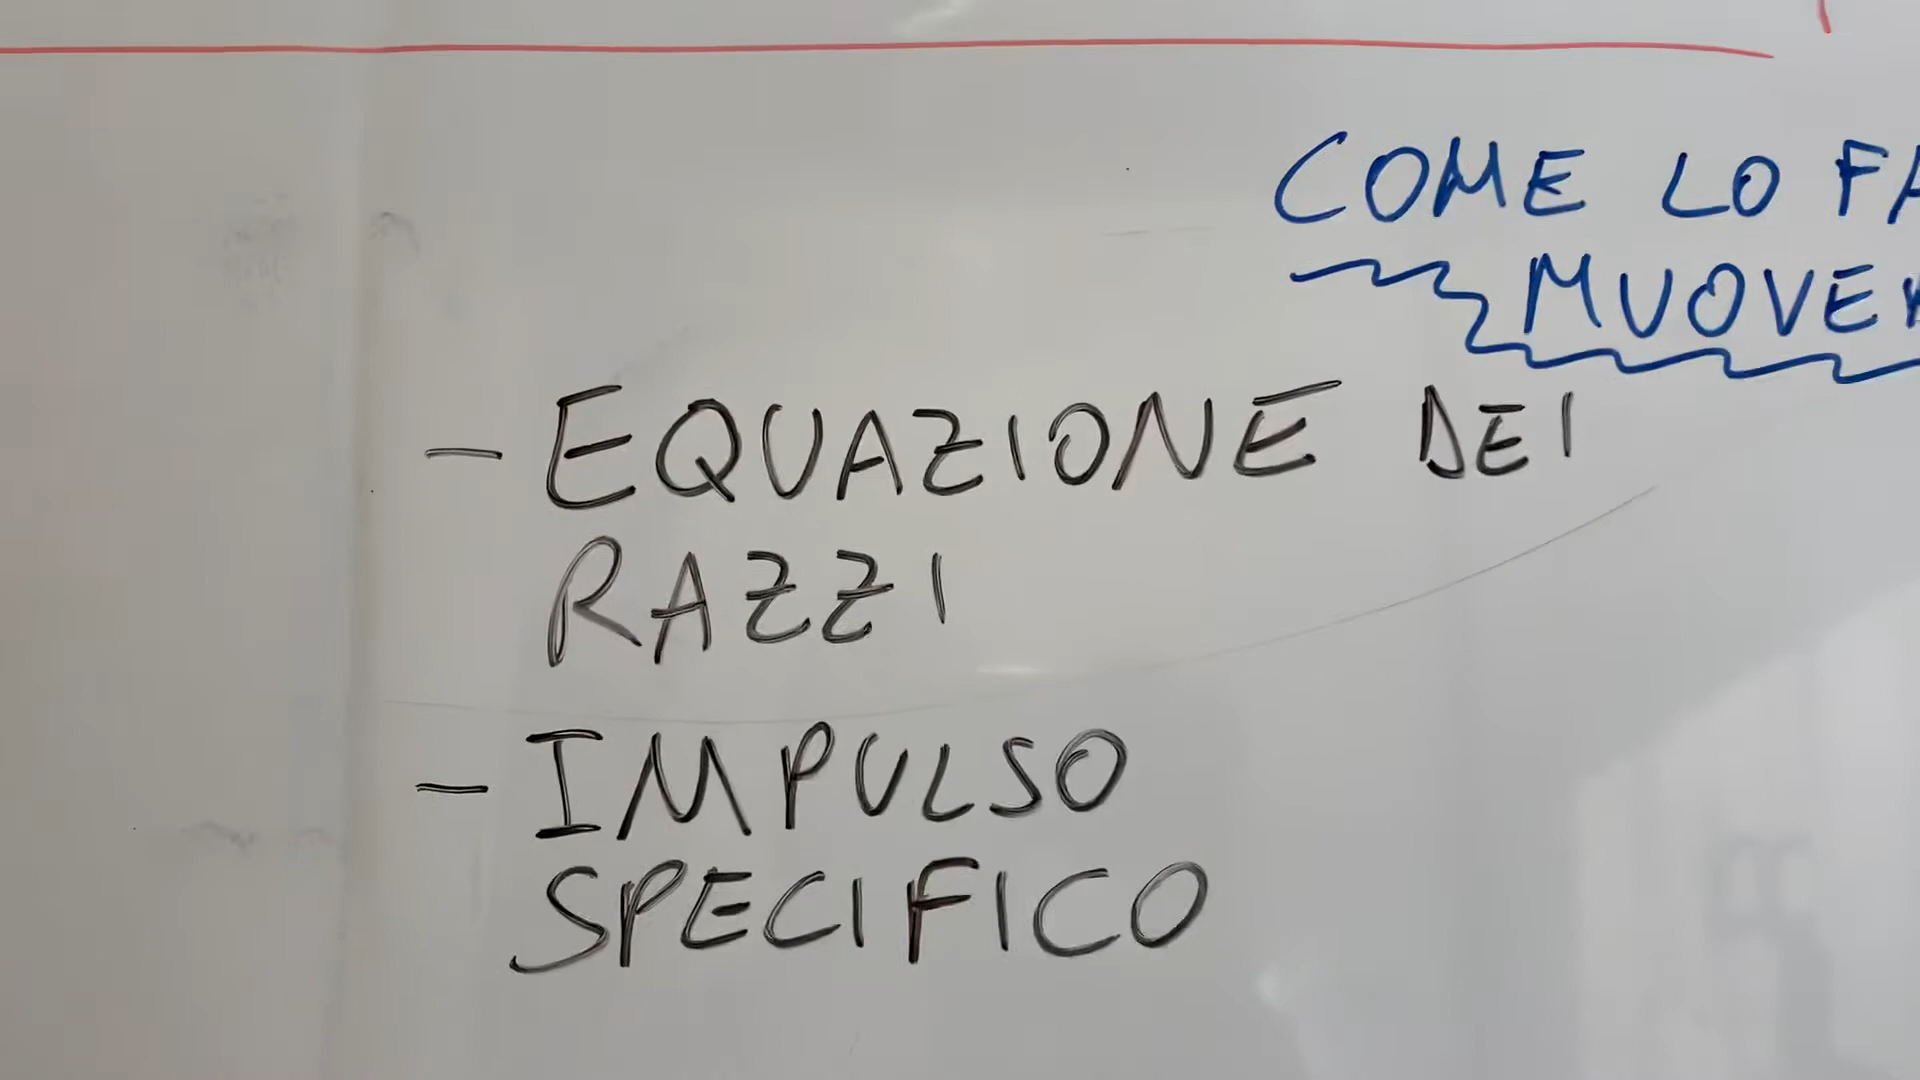 COME LO FA
MUOVE
- EQUAZIONE DEI
RAZZI
- IMPULSO
SPECIFICO